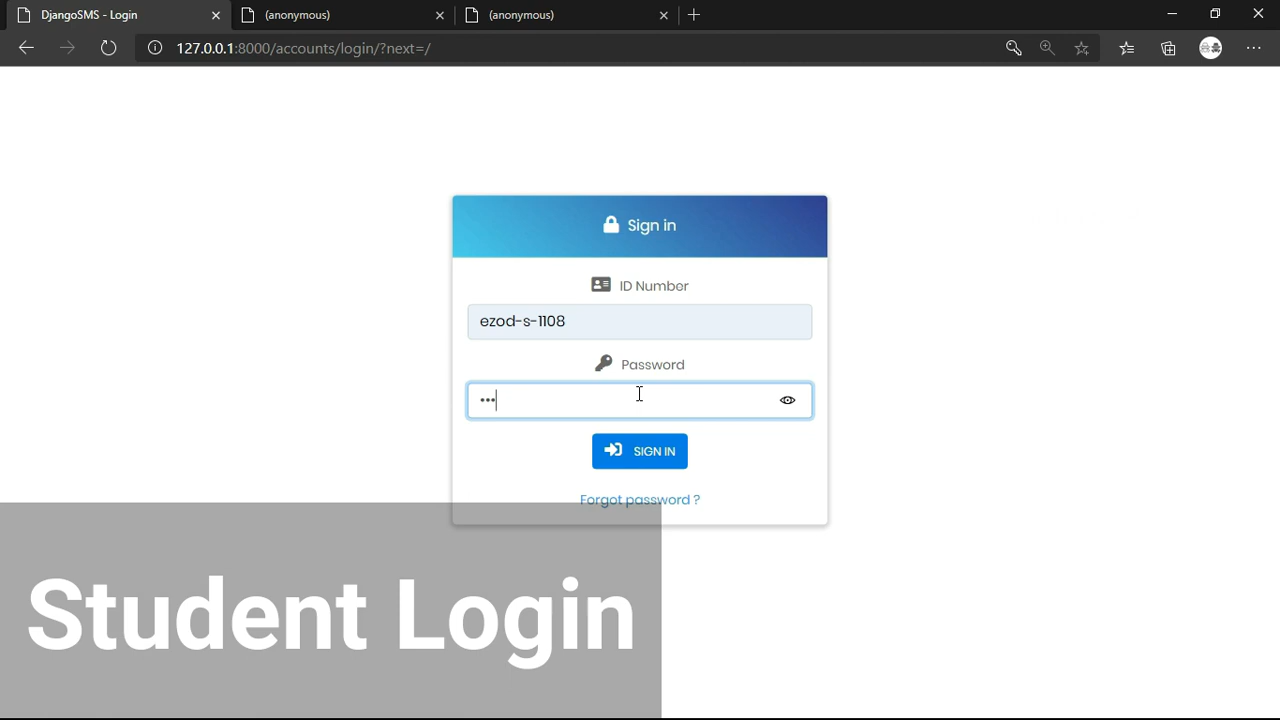 DjangoSMS - Login
(anonymous)
(anonymous)
127.0.0.1:8000/accounts/login/?next=/
Sign in
ID Number
ezod-s-1108
Password
•••
SIGN IN
Forgot password ?
Student Login